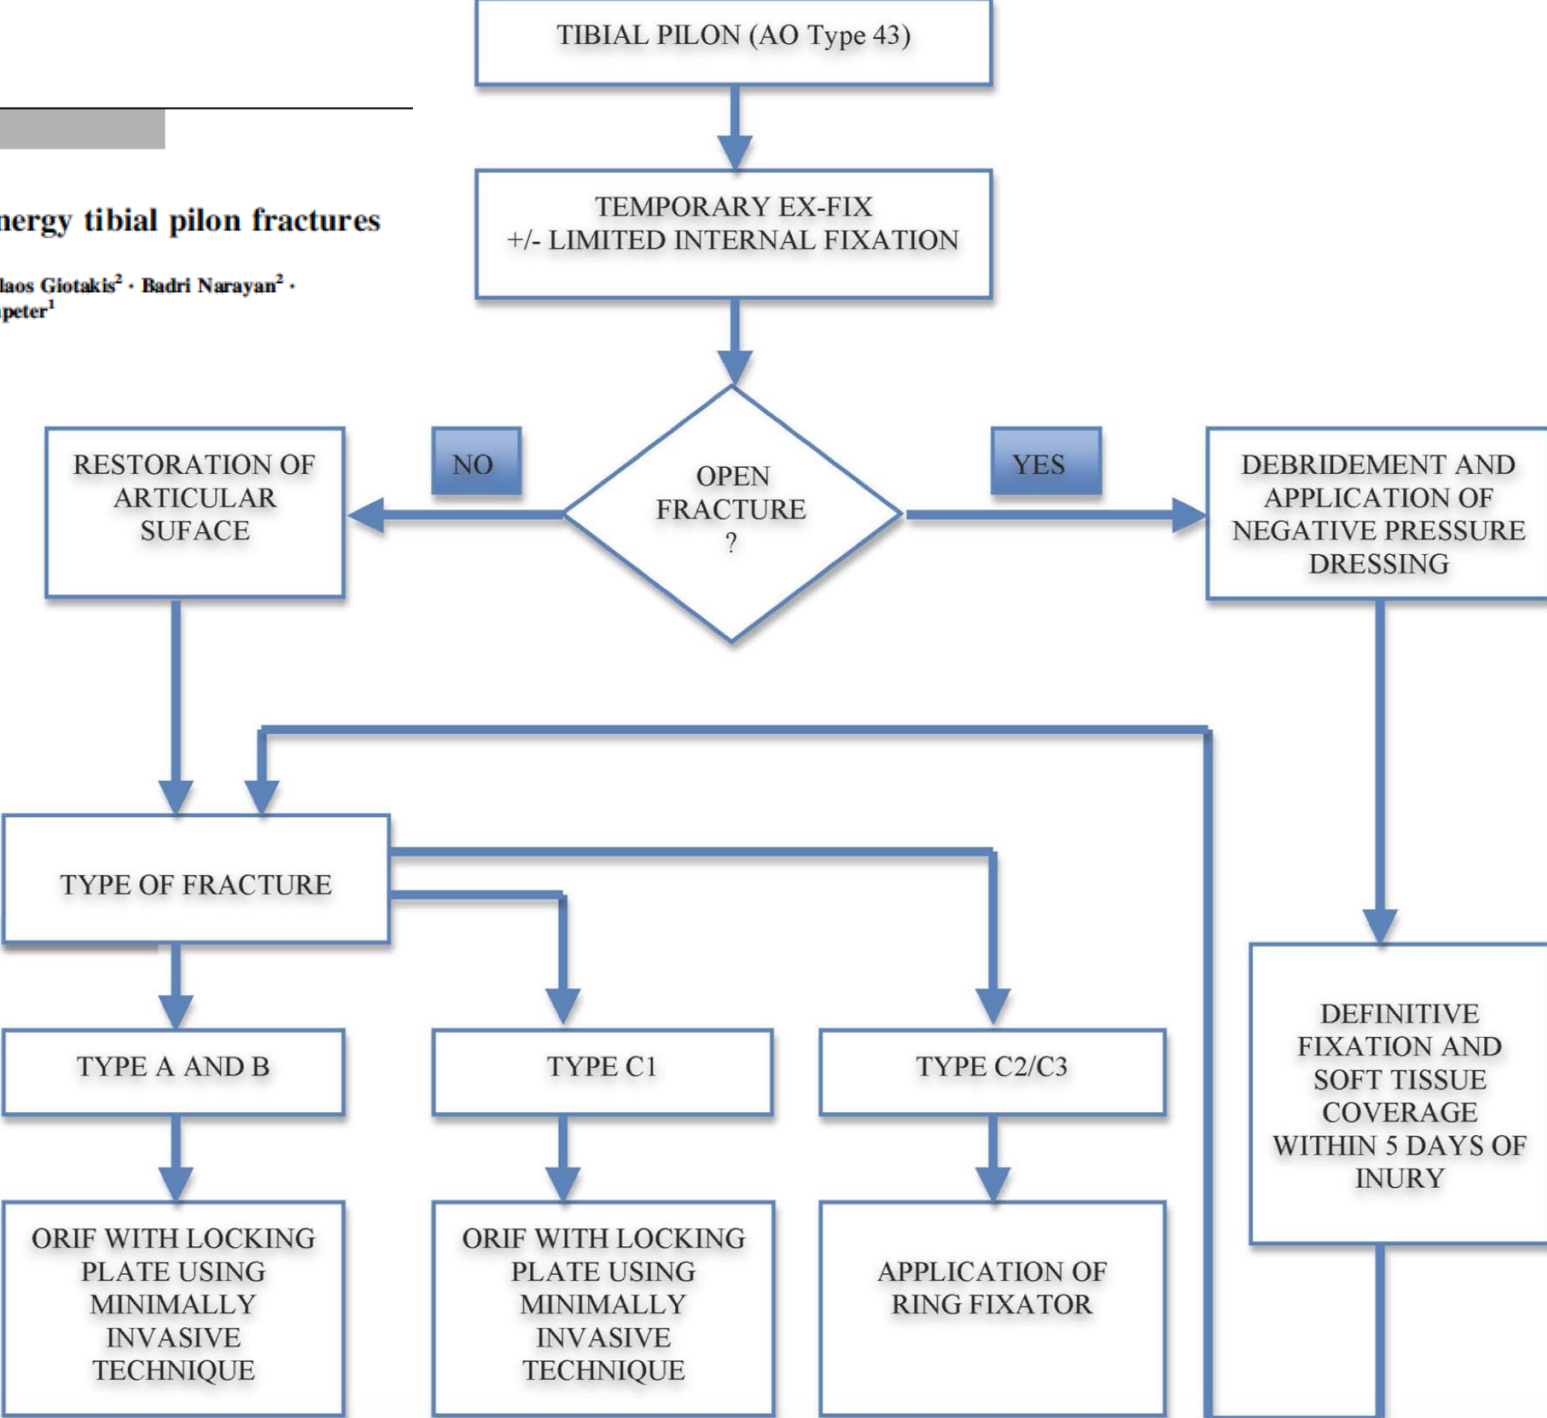 TIBIAL PILON (AO Type 43)
nergy tibial pilon fractures
laos Giotakis2 · Badri Narayan2 ·
peter1
TEMPORARY EX-FIX
+/- LIMITED INTERNAL FIXATION
RESTORATION OF
ARTICULAR
SUFACE
NO
OPEN
FRACTURE
?
YES
DEBRIDEMENT AND
APPLICATION OF
NEGATIVE PRESSURE
DRESSING
TYPE OF FRACTURE
TYPE A AND B
TYPE C1
TYPE C2/C3
DEFINITIVE
FIXATION AND
SOFT TISSUE
COVERAGE
WITHIN 5 DAYS OF
INURY
ORIF WITH LOCKING
PLATE USING
MINIMALLY
INVASIVE
TECHNIQUE
ORIF WITH LOCKING
PLATE USING
MINIMALLY
INVASIVE
TECHNIQUE
APPLICATION OF
RING FIXATOR